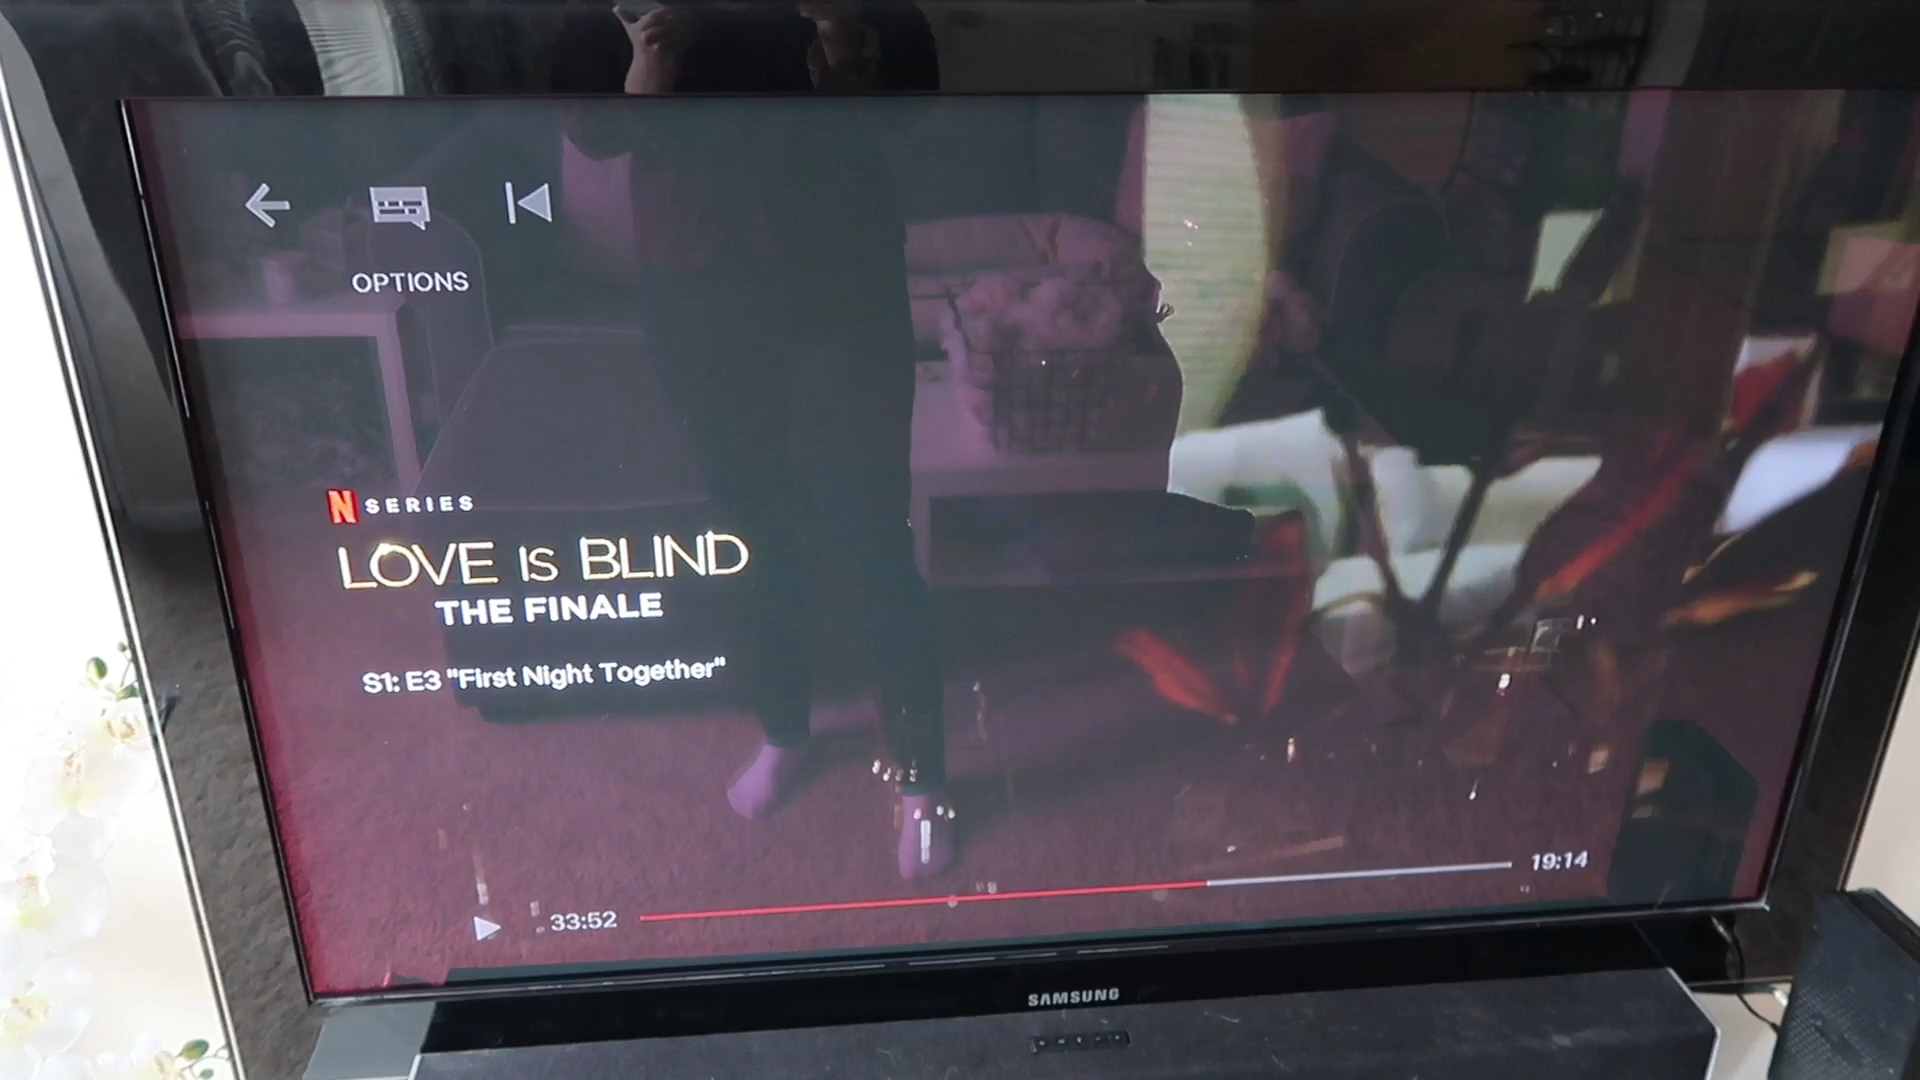 OPTIONS
N SERIES
LOVE IS BLIND
THE FINALE
S1: E3 "First Night Together"
33:52
19:14
SAMSUNG